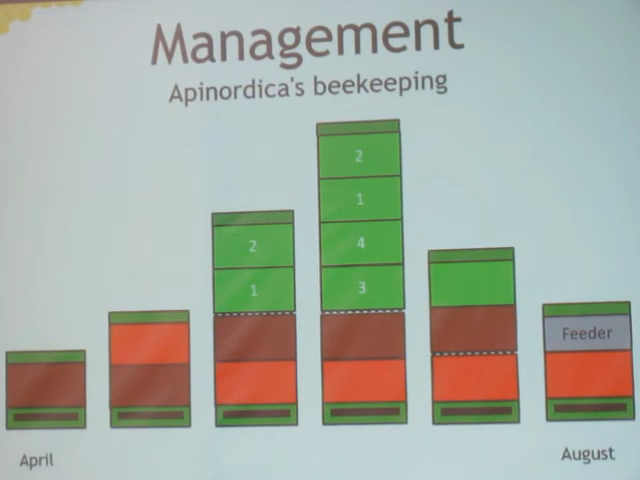 Management
Apinordica's beekeeping
2
1
2
1
4
3
Feeder
April
August